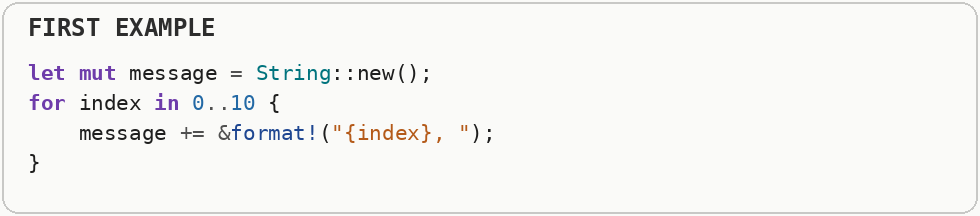 FIRST EXAMPLE
let mut message = String::new();
for index in 0..10 {
    message += &format!("{index}, ");
}